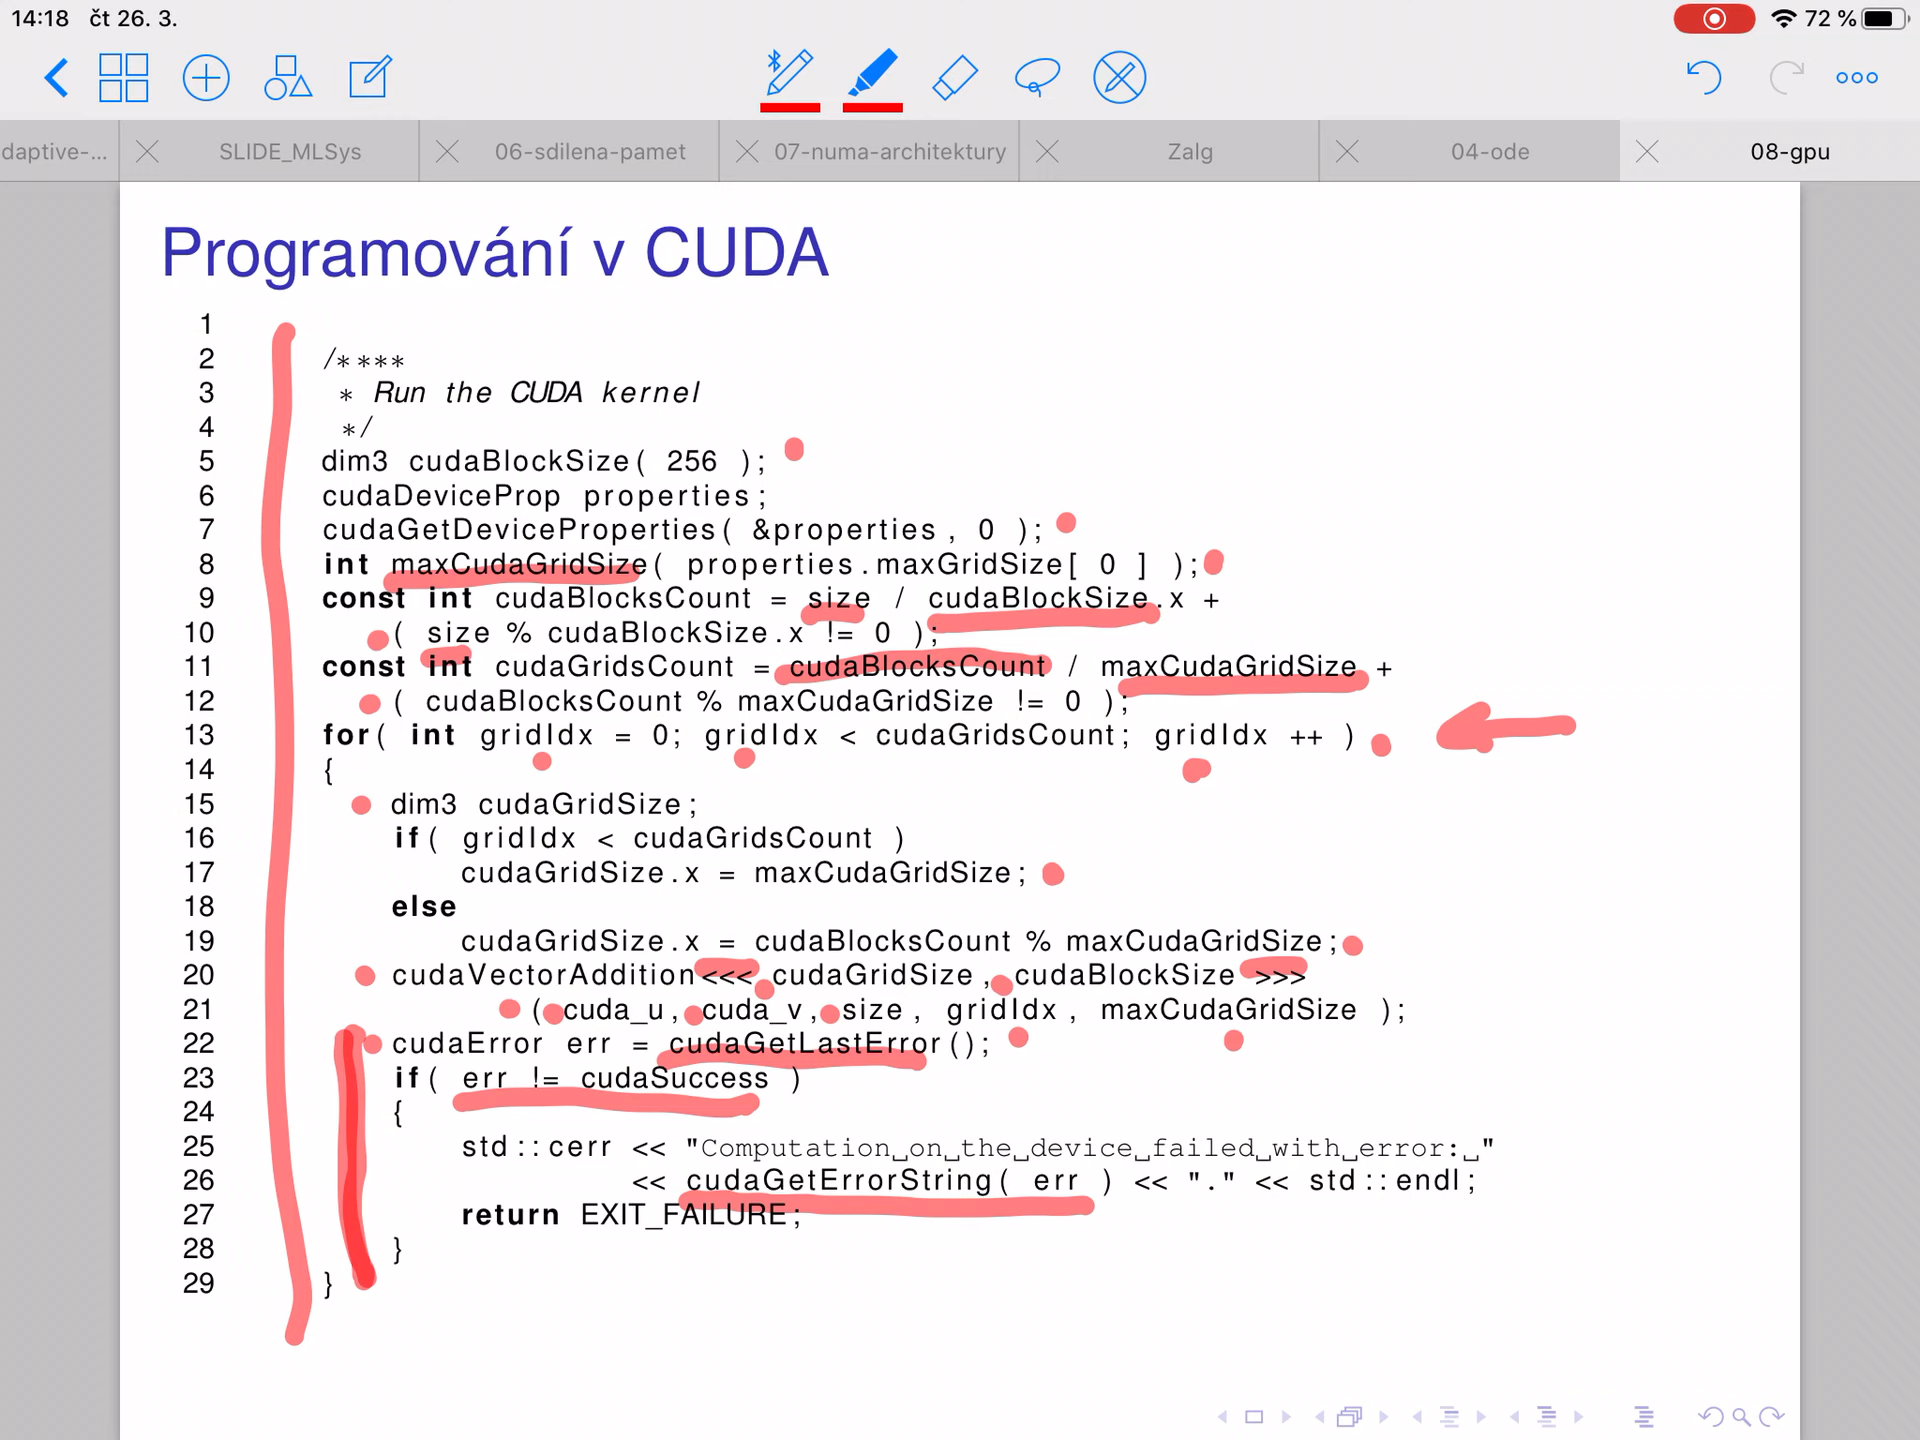 14:18 čt 26. 3.
72 %
daptive-...
SLIDE_MLSys
06-sdilena-pamet
07-numa-architektury
Zalg
04-ode
08-gpu
Programování v CUDA
1
2 /****
3 * Run the CUDA kernel
4 */
5 dim3 cudaBlockSize( 256 );
6 cudaDeviceProp properties;
7 cudaGetDeviceProperties( &properties, 0 );
8 int maxCudaGridSize( properties.maxGridSize[ 0 ] );
9 const int cudaBlocksCount = size / cudaBlockSize.x +
10 ( size % cudaBlockSize.x != 0 );
11 const int cudaGridsCount = cudaBlocksCount / maxCudaGridSize +
12 ( cudaBlocksCount % maxCudaGridSize != 0 );
13 for( int gridIdx = 0; gridIdx < cudaGridsCount; gridIdx ++ )
14 {
15 dim3 cudaGridSize;
16 if( gridIdx < cudaGridsCount )
17 cudaGridSize.x = maxCudaGridSize;
18 else
19 cudaGridSize.x = cudaBlocksCount % maxCudaGridSize;
20 cudaVectorAddition<<< cudaGridSize, cudaBlockSize >>>
21 ( cuda_u, cuda_v, size, gridIdx, maxCudaGridSize );
22 cudaError err = cudaGetLastError();
23 if( err != cudaSuccess )
24 {
25 std::cerr << "Computation␣on␣the␣device␣failed␣with␣error:␣"
26 << cudaGetErrorString( err ) << "." << std::endl;
27 return EXIT_FAILURE;
28 }
29 }